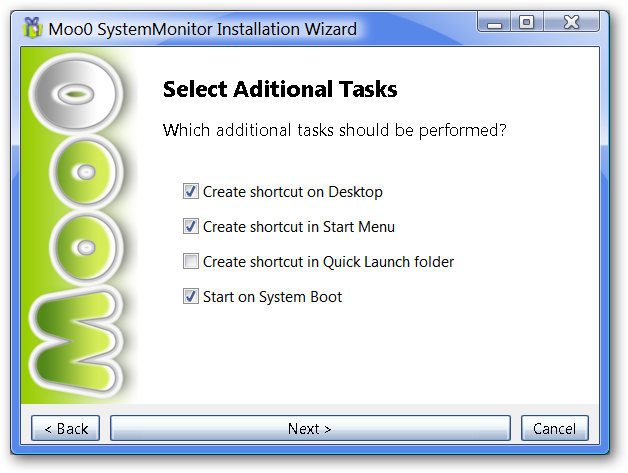 Moo0 SystemMonitor Installation Wizard
Moo0
Select Aditional Tasks
Which additional tasks should be performed?
Create shortcut on Desktop
Create shortcut in Start Menu
Create shortcut in Quick Launch folder
Start on System Boot
< Back
Next >
Cancel